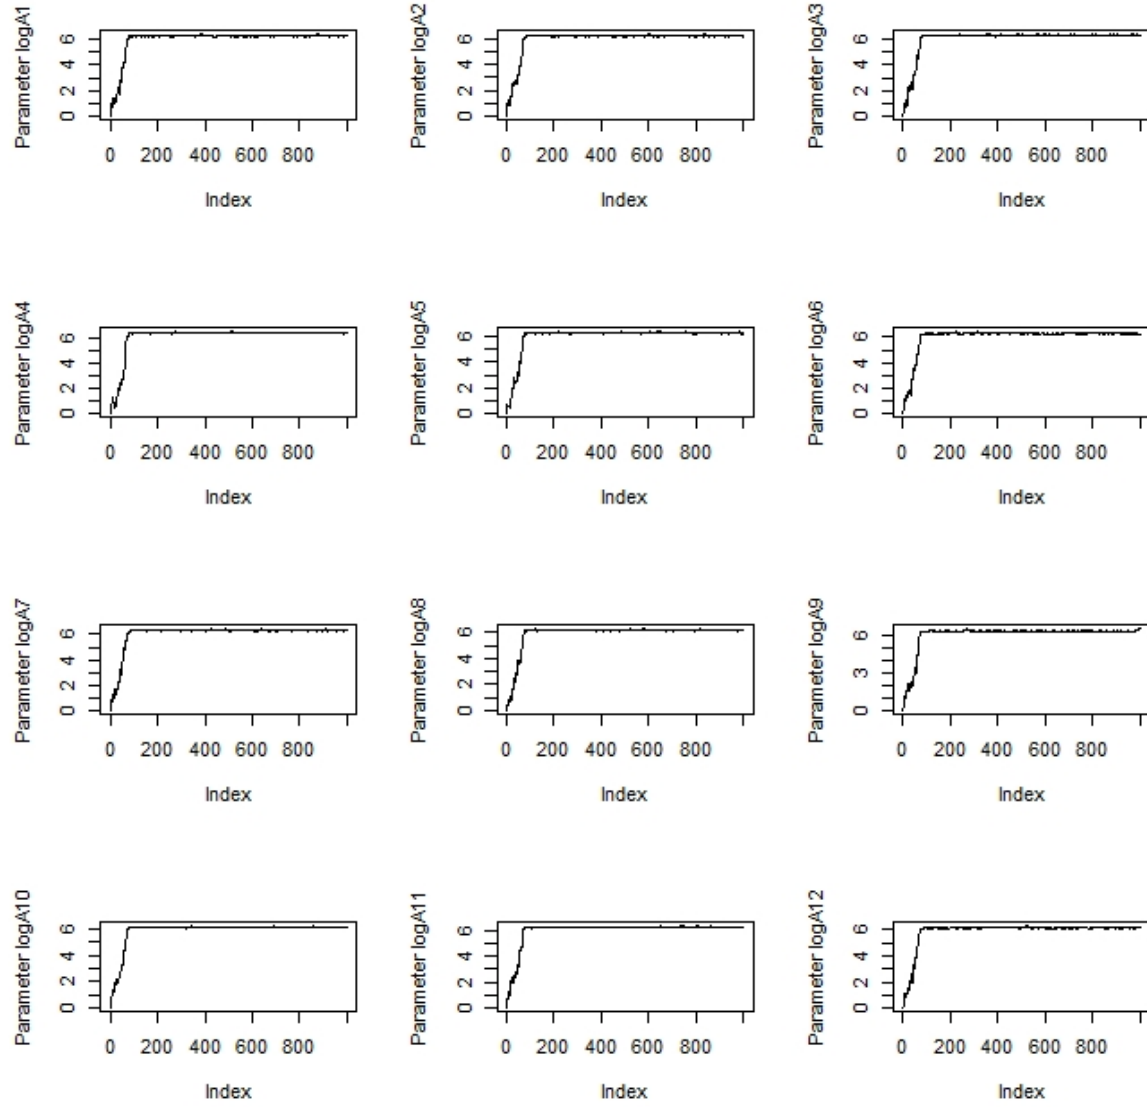 Parameter logA1
6
4
2
0
0 200 400 600 800
Index
Parameter logA2
6
4
2
0
0 200 400 600 800
Index
Parameter logA3
6
4
2
0
0 200 400 600 800
Index
Parameter logA4
6
4
2
0
0 200 400 600 800
Index
Parameter logA5
6
4
2
0
0 200 400 600 800
Index
Parameter logA6
6
4
2
0
0 200 400 600 800
Index
Parameter logA7
6
4
2
0
0 200 400 600 800
Index
Parameter logA8
6
4
2
0
0 200 400 600 800
Index
Parameter logA9
6
3
0
0 200 400 600 800
Index
Parameter logA10
6
4
2
0
0 200 400 600 800
Index
Parameter logA11
6
4
2
0
0 200 400 600 800
Index
Parameter logA12
6
4
2
0
0 200 400 600 800
Index